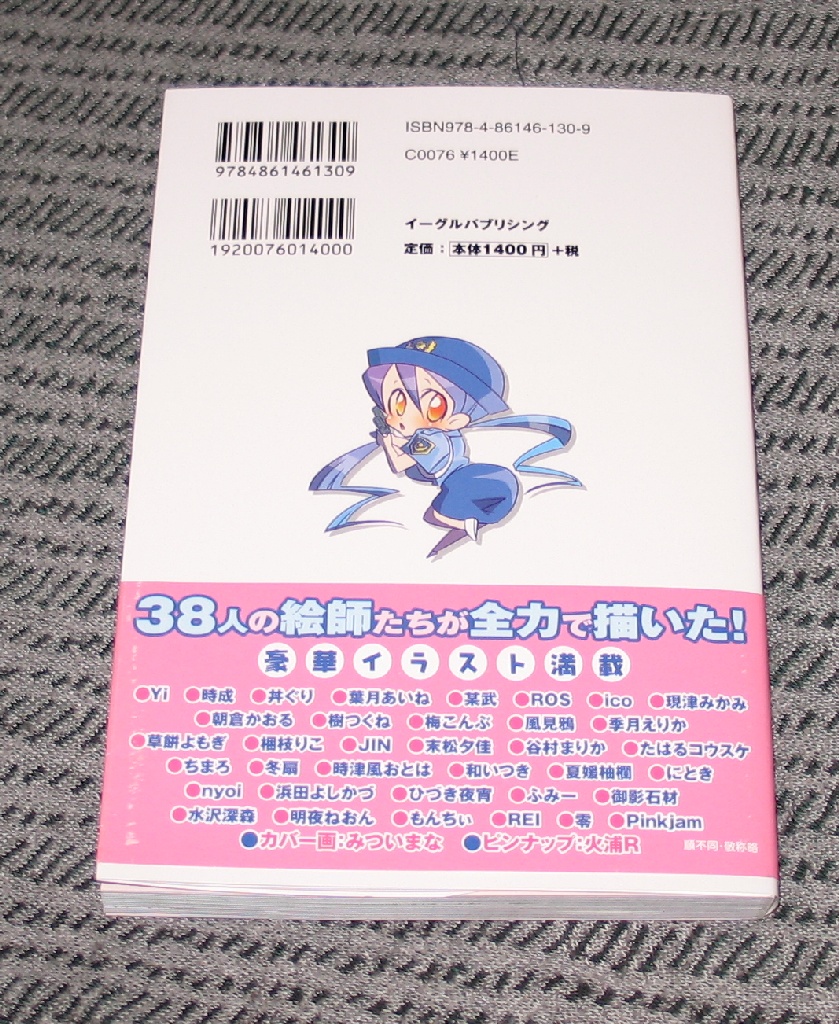 ISBN978-4-86146-130-9
9784861461309
C0076 ¥1400E
1920076014000
イーグルパブリシング
定価：本体1400円+税
38人の絵師たちが全力で描いた!
豪華イラスト満載
●Yi ●時成 ●丼ぐり ●葉月あいね ●某武 ●ROS ●ico ●現津みかみ
●朝倉かおる ●樹つくね ●梅こんぶ ●風見鴉 ●季月えりか
●草餅よもぎ ●梱枝りこ ●JIN ●末松夕佳 ●谷村まりか ●たはるコウスケ
●ちまろ ●冬扇 ●時津風おとは ●和いつき ●夏媛柚欄 ●にとき
●nyoi ●浜田よしかづ ●ひづき夜宵 ●ふみー ●御影石材
●水沢深森 ●明夜ねおん ●もんちぃ ●REI ●零 ●Pinkjam
●カバー画：みついまな ●ピンナップ：火浦R
順不同・敬称略